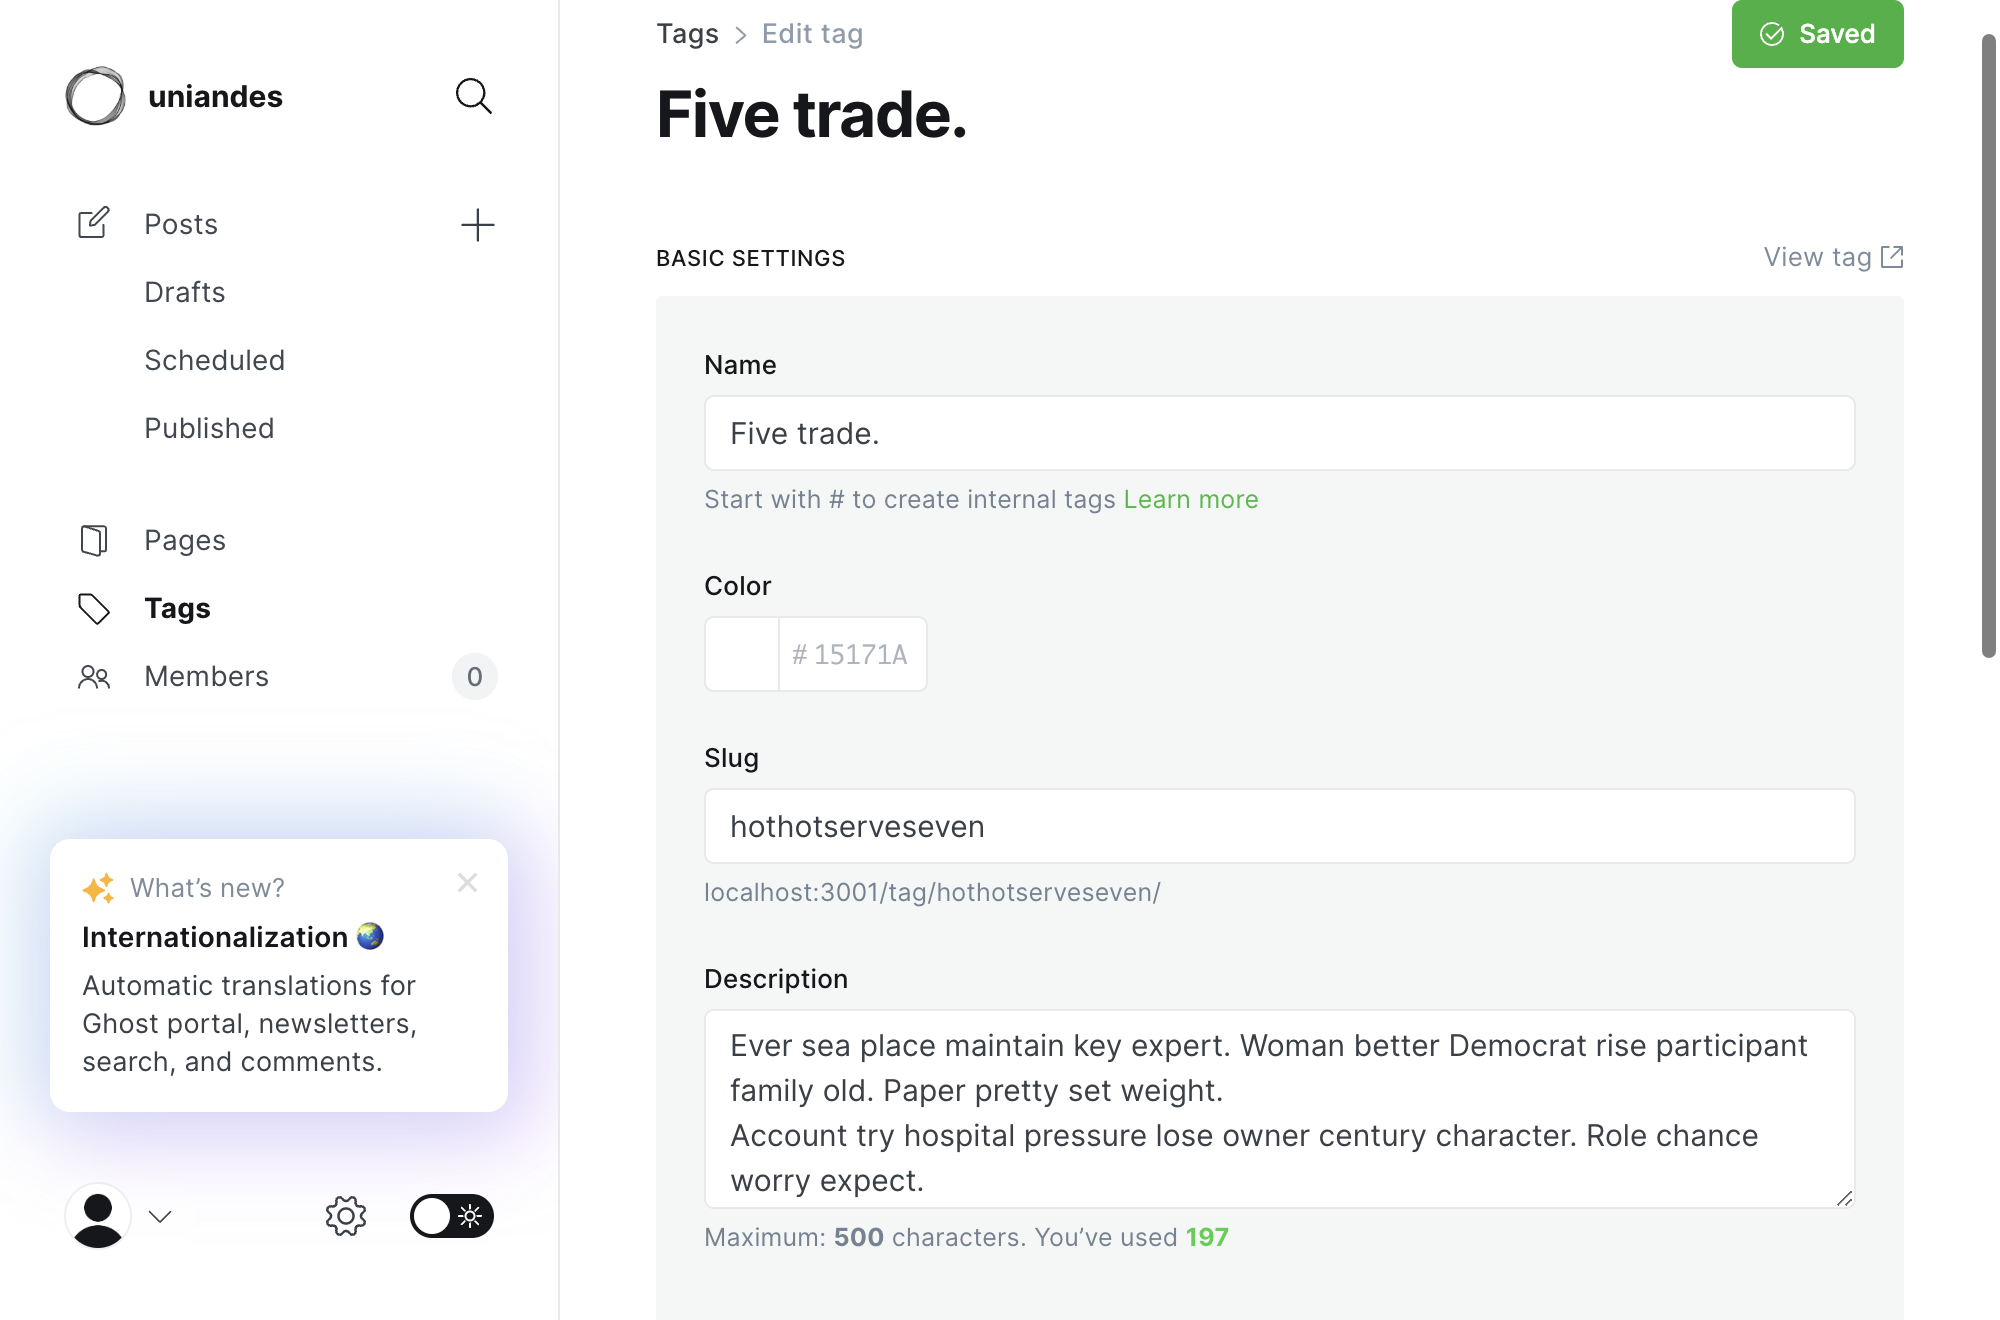 uniandes
Posts
Drafts
Scheduled
Published
Pages
Tags
Members
0
What's new?
Internationalization 🌏
Automatic translations for
Ghost portal, newsletters,
search, and comments.
Tags > Edit tag
Saved
Five trade.
BASIC SETTINGS
View tag
Name
Five trade.
Start with # to create internal tags Learn more
Color
# 15171A
Slug
hothotserveseven
localhost:3001/tag/hothotserveseven/
Description
Ever sea place maintain key expert. Woman better Democrat rise participant
family old. Paper pretty set weight.
Account try hospital pressure lose owner century character. Role chance
worry expect.
Maximum: 500 characters. You’ve used 197